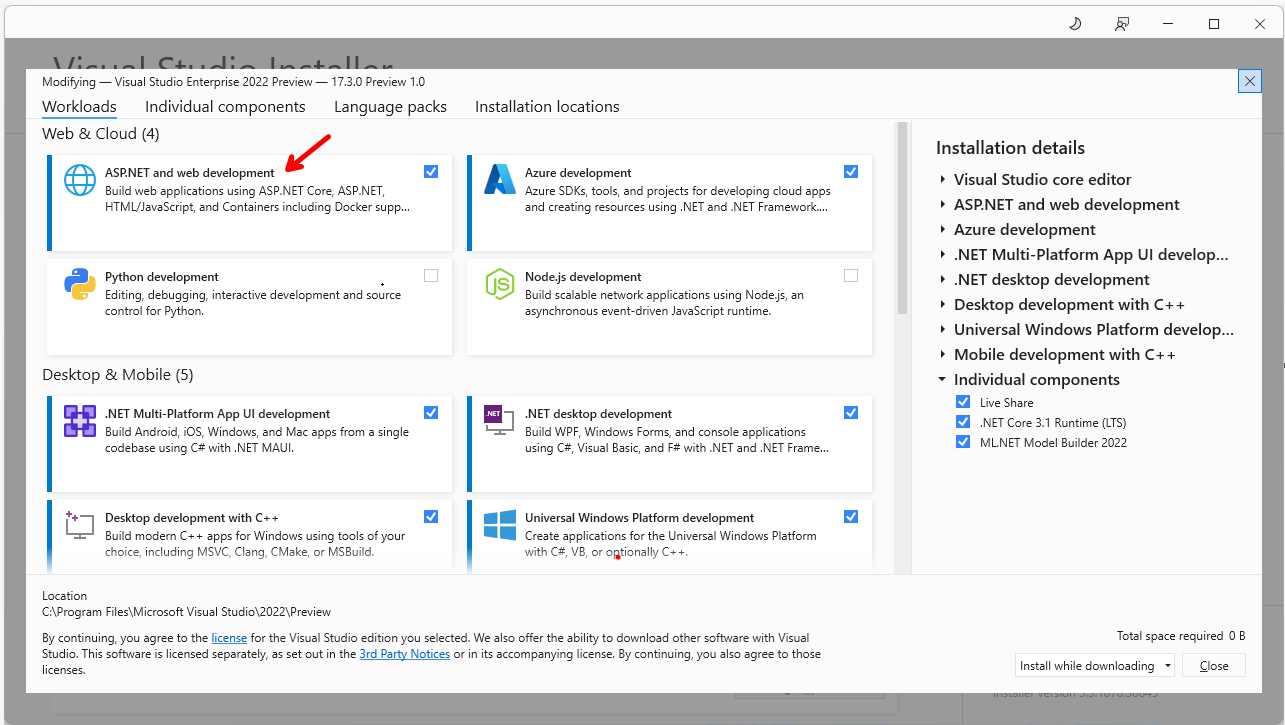 Visual Studio Installer
Modifying — Visual Studio Enterprise 2022 Preview — 17.3.0 Preview 1.0
Workloads
Individual components
Language packs
Installation locations
Web & Cloud (4)
ASP.NET and web development
Build web applications using ASP.NET Core, ASP.NET,
HTML/JavaScript, and Containers including Docker supp...
Azure development
Azure SDKs, tools, and projects for developing cloud apps
and creating resources using .NET and .NET Framework....
Python development
Editing, debugging, interactive development and source
control for Python.
JS
Node.js development
Build scalable network applications using Node.js, an
asynchronous event-driven JavaScript runtime.
Desktop & Mobile (5)
.NET Multi-Platform App UI development
Build Android, iOS, Windows, and Mac apps from a single
codebase using C# with .NET MAUI.
.NET
.NET desktop development
Build WPF, Windows Forms, and console applications
using C#, Visual Basic, and F# with .NET and .NET Frame...
Desktop development with C++
Build modern C++ apps for Windows using tools of your
choice, including MSVC, Clang, CMake, or MSBuild.
Universal Windows Platform development
Create applications for the Universal Windows Platform
with C#, VB, or optionally C++.
Installation details
Visual Studio core editor
ASP.NET and web development
Azure development
.NET Multi-Platform App UI develop...
.NET desktop development
Desktop development with C++
Universal Windows Platform develop...
Mobile development with C++
Individual components
Live Share
.NET Core 3.1 Runtime (LTS)
ML.NET Model Builder 2022
Location
C:\Program Files\Microsoft Visual Studio\2022\Preview
By continuing, you agree to the license for the Visual Studio edition you selected. We also offer the ability to download other software with Visual
Studio. This software is licensed separately, as set out in the 3rd Party Notices or in its accompanying license. By continuing, you also agree to those
licenses.
Total space required 0 B
Install while downloading
Close